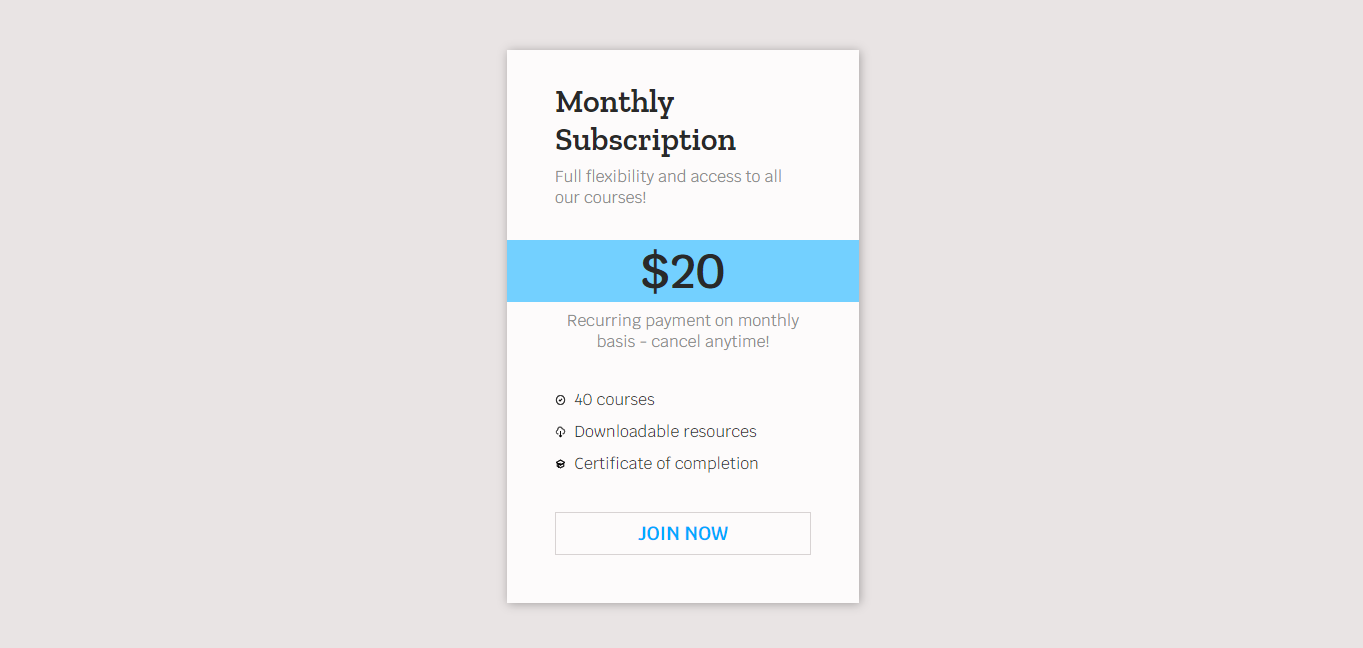 Monthly
Subscription
Full flexibility and access to all
our courses!
$20
Recurring payment on monthly
basis - cancel anytime!
40 courses
Downloadable resources
Certificate of completion
JOIN NOW